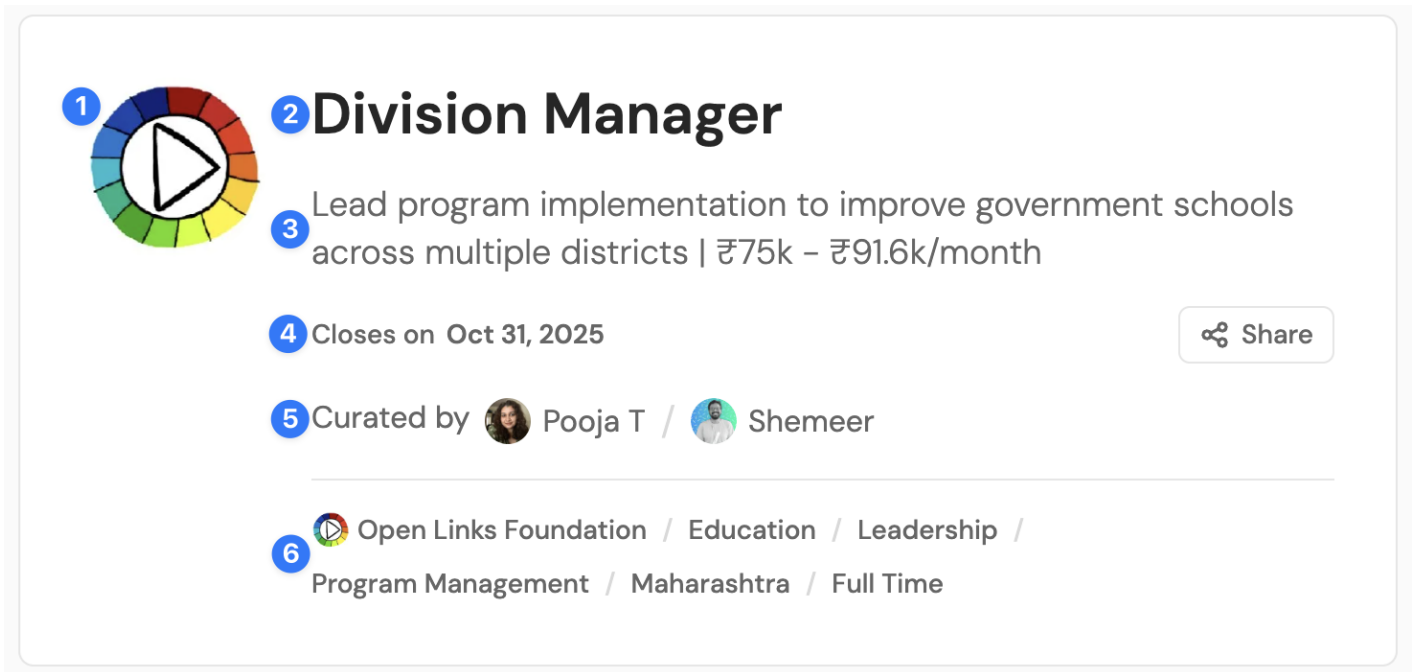 1
2 Division Manager
3 Lead program implementation to improve government schools
across multiple districts | ₹75k - ₹91.6k/month
4 Closes on Oct 31, 2025 Share
5 Curated by Pooja T / Shemeer
6 Open Links Foundation / Education / Leadership /
Program Management / Maharashtra / Full Time